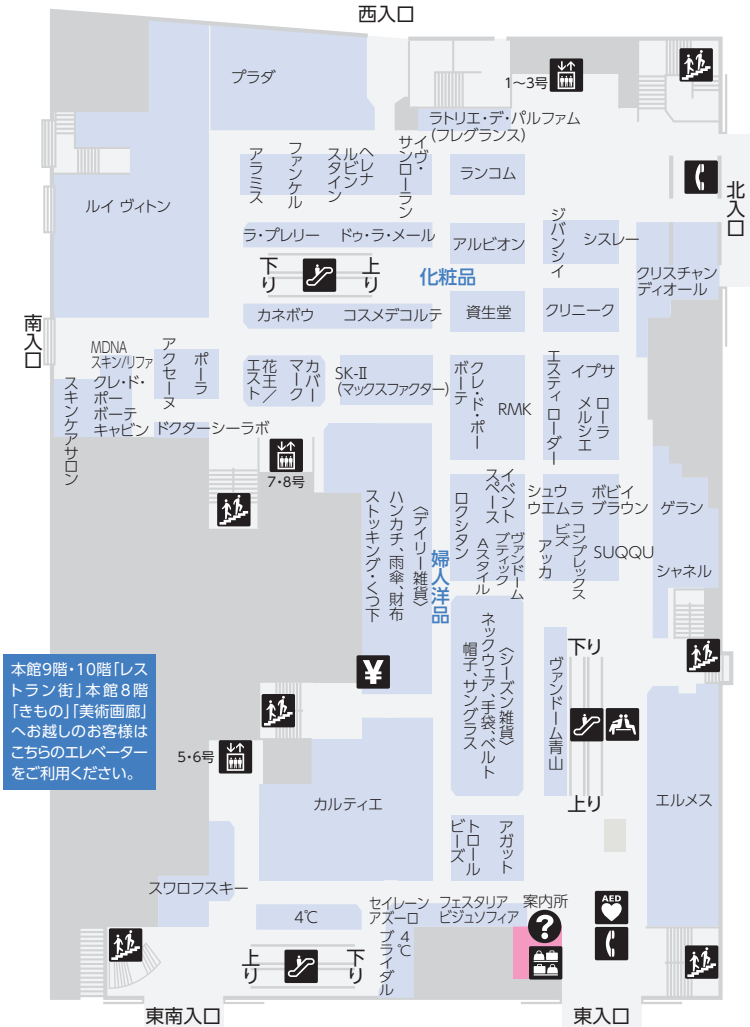 西入口
プラダ
1~3号
ラトリエ・デ・パルファム
(フレグランス)
アラミス
ファンケル
ヘレナ
ルビン
スタイン
イヴ・
サンローラン
ランコム
北入口
ルイ ヴィトン
ラ・プレリー
ドゥ・ラ・メール
アルビオン
ジバンシイ
シスレー
クリスチャン
ディオール
下り
上り
化粧品
カネボウ
コスメデコルテ
資生堂
クリニーク
南入口
MDNA
スキン/リファ
アクセーヌ
ポーラ
花王/
エスト
カバー
マーク
SK-II
(マックスファクター)
クレ・ド・ポー
ボーテ
RMK
エスティ ローダー
イプサ
ローラ
メルシエ
スキンケアサロン
クレ・ド・
ポー
ボーテ
キャビン
ドクターシーラボ
7・8号
〈デイリー雑貨〉
ハンカチ、雨傘、財布
ストッキング・くつ下
婦人洋品
ロクシタン
イベント
スペース
シュウ
ウエムラ
ボビイ
ブラウン
ゲラン
ヴァンドーム
ブティック
Aスタイル
コンプレックス
ビズ
アッカ
SUQQU
シャネル
〈シーズン雑貨〉
ネックウェア、手袋、ベルト
帽子、サングラス
ヴァンドーム青山
下り
上り
本館9階・10階「レス
トラン街」本館8階
「きもの」「美術画廊」
へお越しのお客様は
こちらのエレベーター
をご利用ください。
¥
5・6号
カルティエ
エルメス
トロール
ビーズ
アガット
スワロフスキー
4℃
セイレーン
アズーロ
フェスタリア
ビジュソフィア
案内所
?
AED
4℃
ブライダル
上り
下り
東南入口
東入口